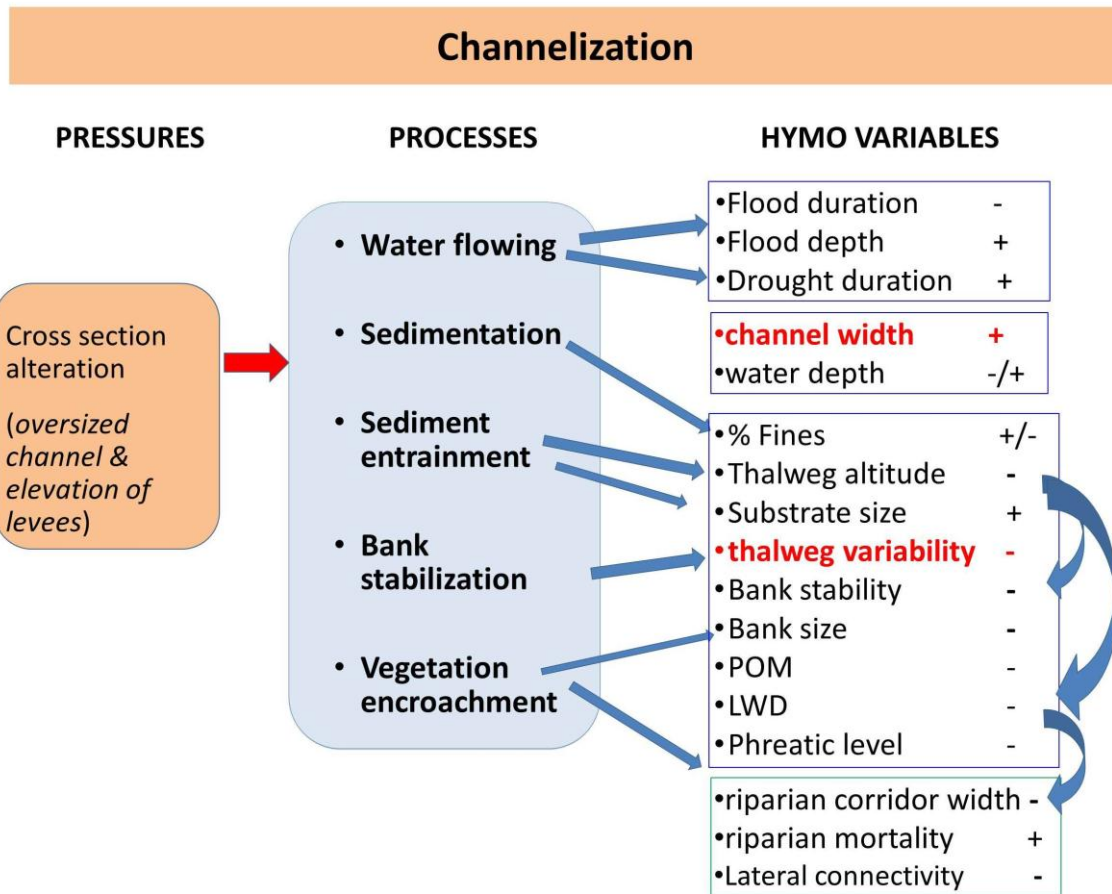 Channelization
PRESSURES
PROCESSES
HYMO VARIABLES
Cross section
alteration
(oversized
channel &
elevation of
levees)
• Water flowing
• Sedimentation
• Sediment
entrainment
• Bank
stabilization
• Vegetation
encroachment
•Flood duration -
•Flood depth +
•Drought duration +
•channel width +
•water depth -/+
•% Fines +/-
•Thalweg altitude -
•Substrate size +
•thalweg variability -
•Bank stability -
•Bank size -
•POM -
•LWD -
•Phreatic level -
•riparian corridor width -
•riparian mortality +
•Lateral connectivity -